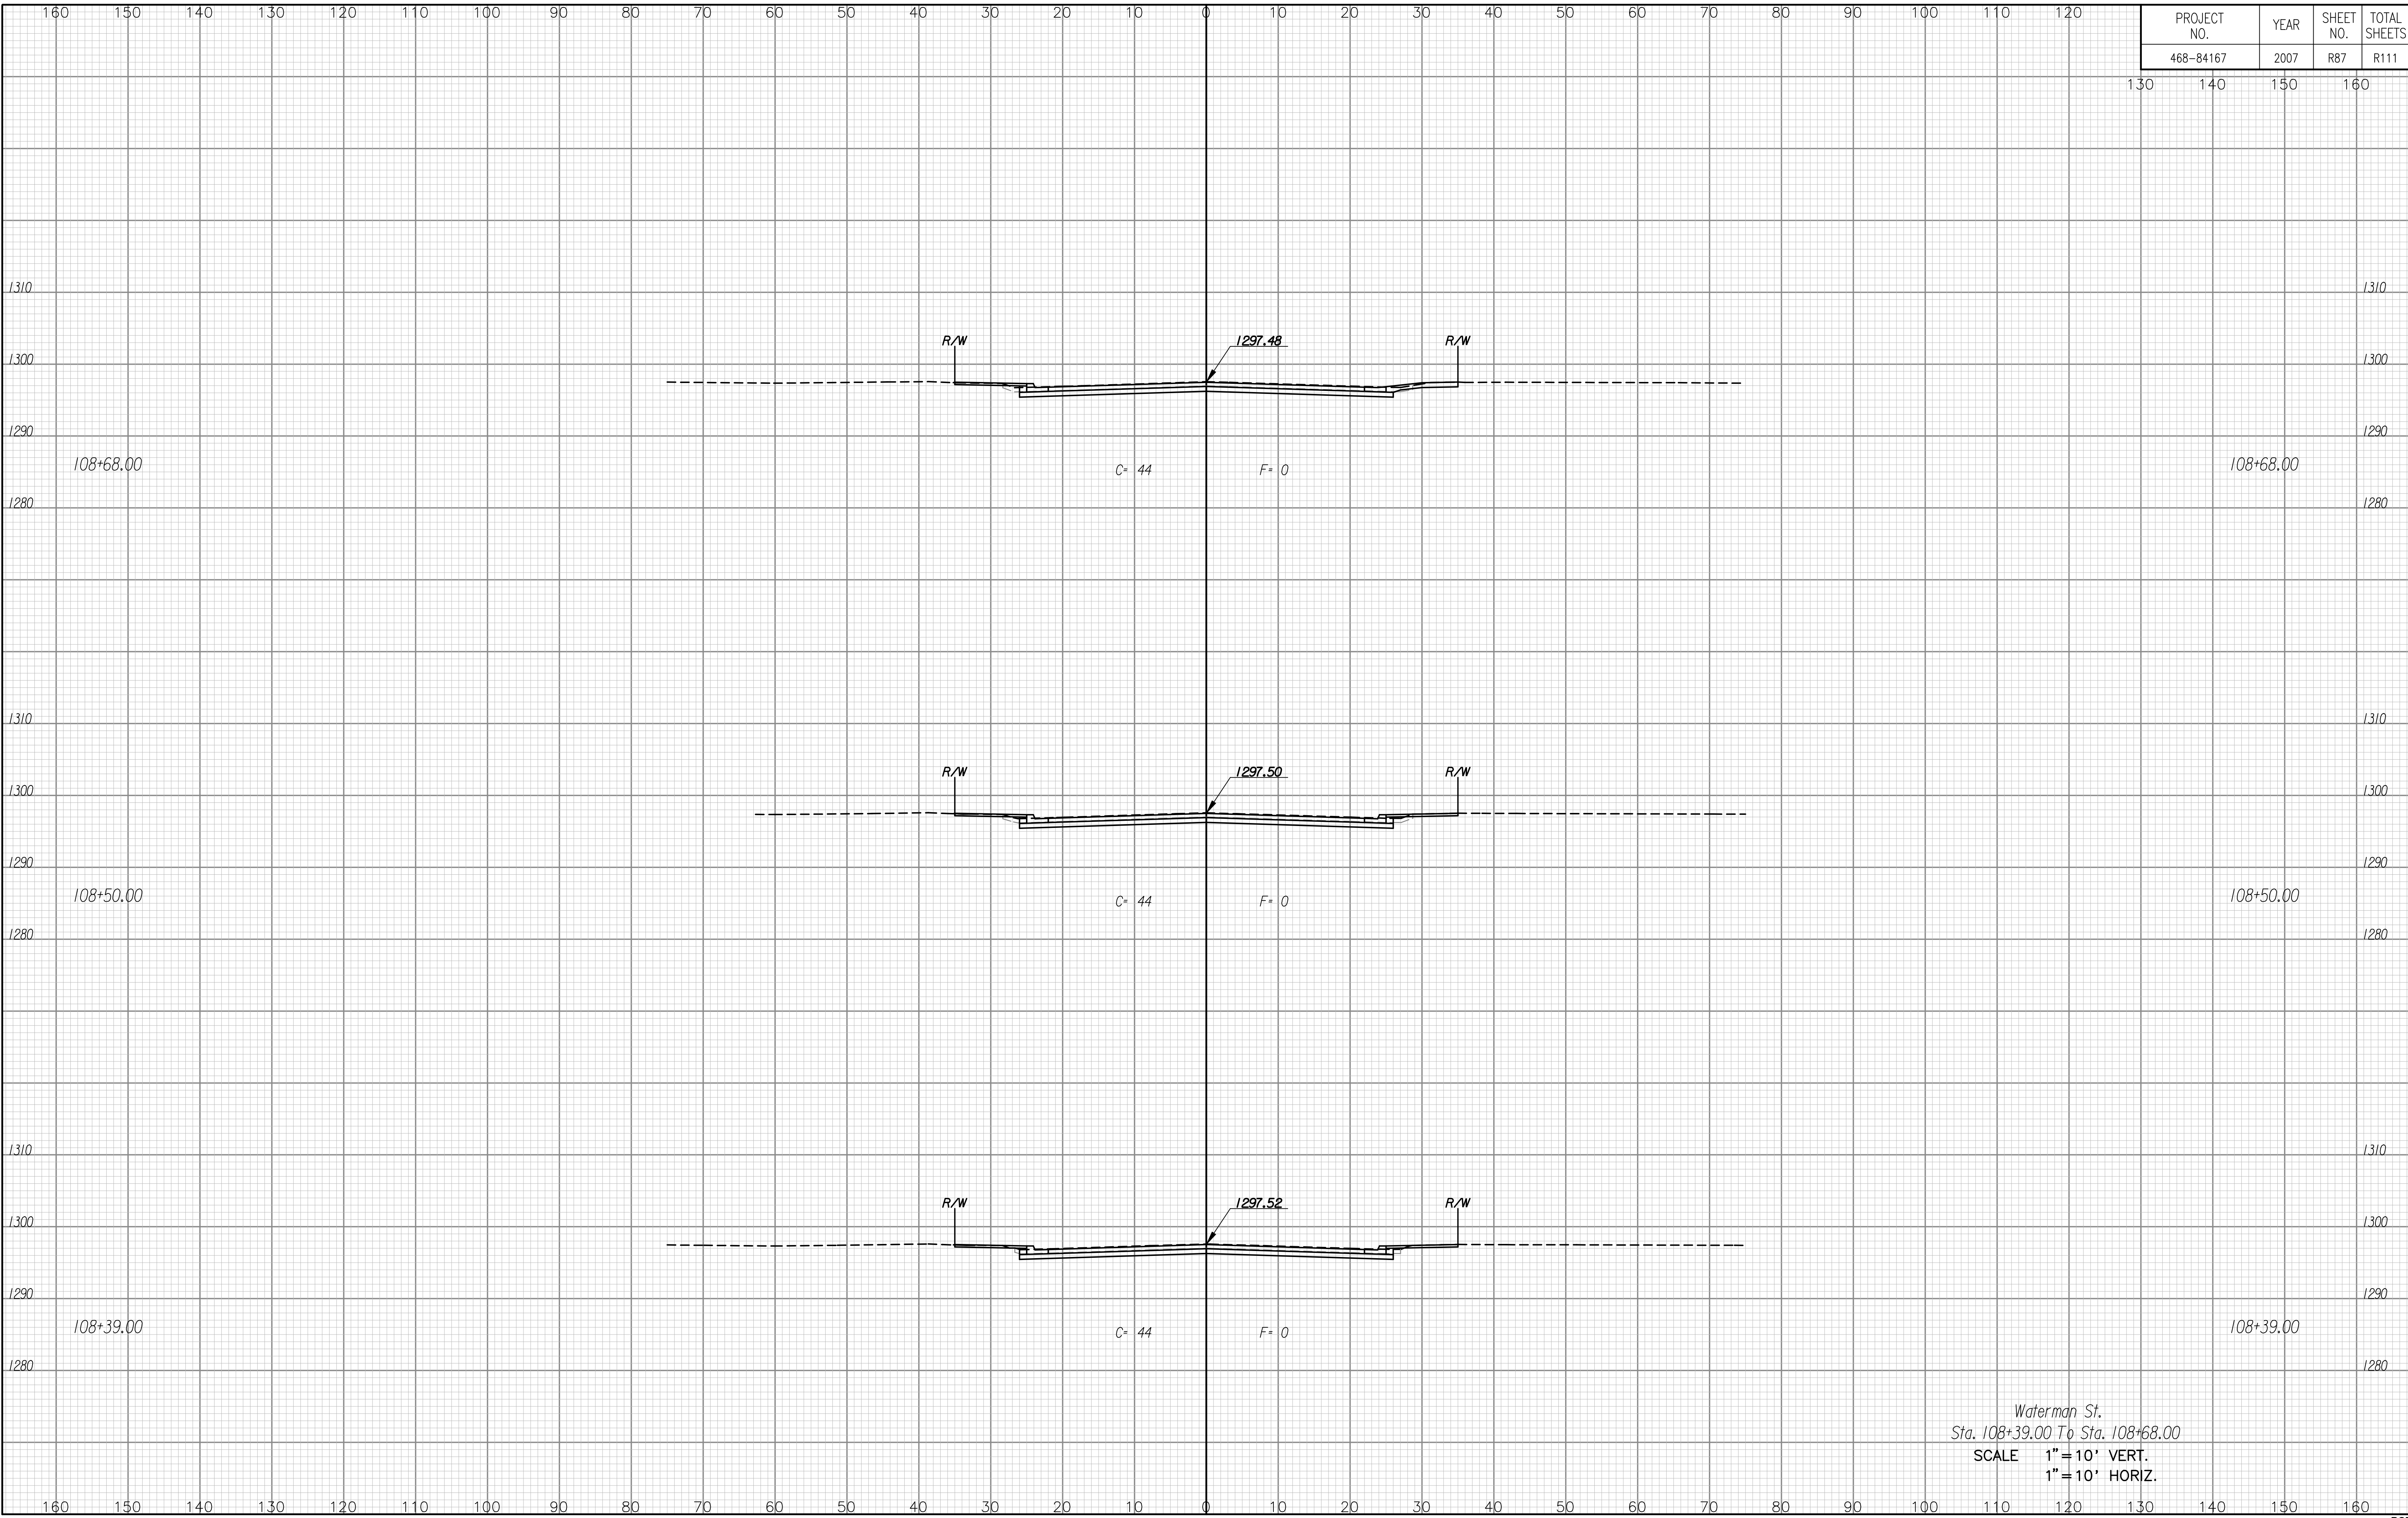 160 150 140 130 120 110 100 90 80 70 60 50 40 30 20 10 0 10 20 30 40 50 60 70 80 90 100 110 120
PROJECT NO. YEAR SHEET NO. TOTAL SHEETS
468-84167 2007 R87 R111
130 140 150 160
1310 1310
R/W 1297.48 R/W
1300 1300
1290 1290
108+68.00 C= 44 F= 0 108+68.00
1280 1280
1310 1310
R/W 1297.50 R/W
1300 1300
1290 1290
108+50.00 C= 44 F= 0 108+50.00
1280 1280
1310 1310
R/W 1297.52 R/W
1300 1300
1290 1290
108+39.00 C= 44 F= 0 108+39.00
1280 1280
Waterman St.
Sta. 108+39.00 To Sta. 108+68.00
SCALE 1"=10' VERT.
1"=10' HORIZ.
160 150 140 130 120 110 100 90 80 70 60 50 40 30 20 10 0 10 20 30 40 50 60 70 80 90 100 110 120 130 140 150 160